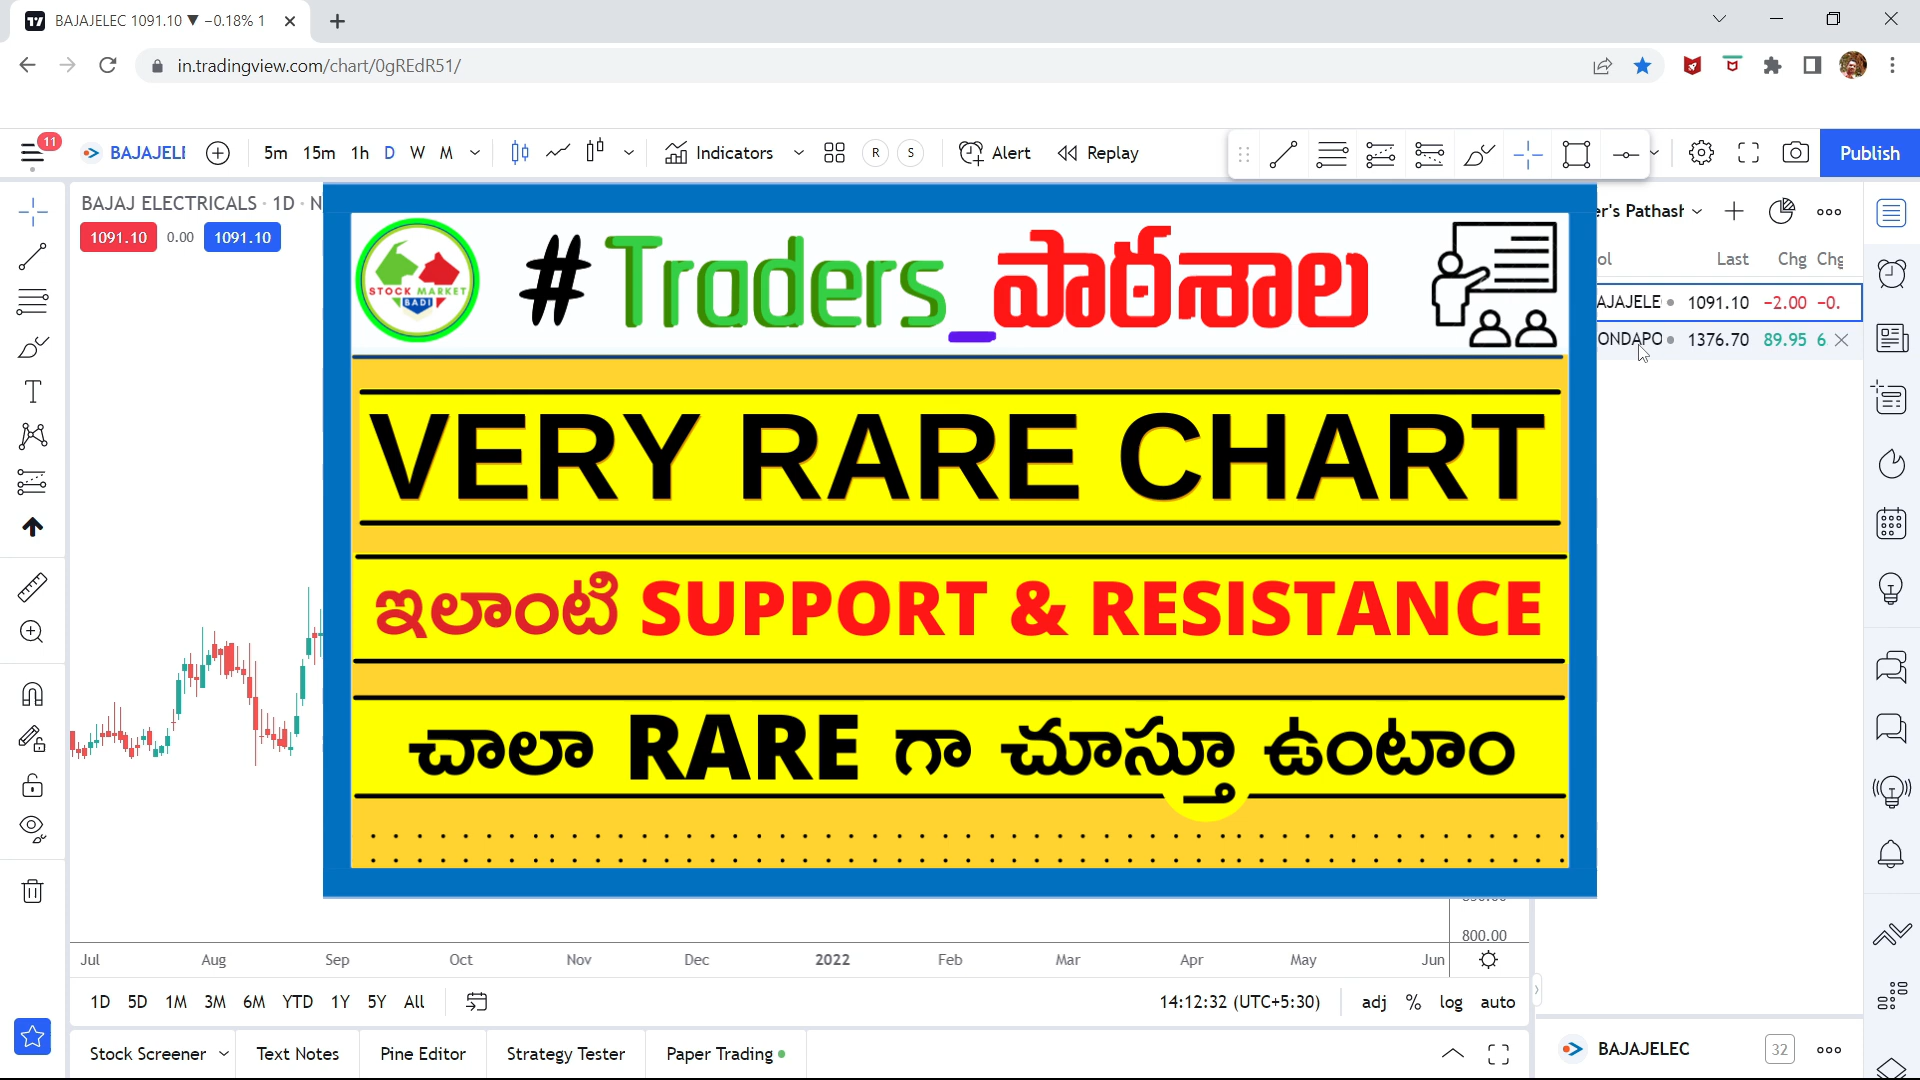 BAJAJELEC 1091.10 ▼ −0.18% 1
in.tradingview.com/chart/0gREdR51/
11
BAJAJELE 5m 15m 1h D W M Indicators R S Alert Replay Publish
BAJAJ ELECTRICALS · 1D · N
er's Pathash
1091.10 0.00 1091.10
ol Last Chg Chg
AJAJELE 1091.10 −2.00 −0.
ONDAPO 1376.70 89.95 6
STOCK MARKET
BADI
#Traders_పాఠశాల
VERY RARE CHART
ఇలాంటి SUPPORT & RESISTANCE
చాలా RARE గా చూస్తూ ఉంటాం
800.00
Jul Aug Sep Oct Nov Dec 2022 Feb Mar Apr May Jun
1D 5D 1M 3M 6M YTD 1Y 5Y All 14:12:32 (UTC+5:30) adj % log auto
Stock Screener Text Notes Pine Editor Strategy Tester Paper Trading
BAJAJELEC 32